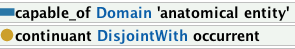 capable_of Domain 'anatomical entity'
continuant DisjointWith occurrent